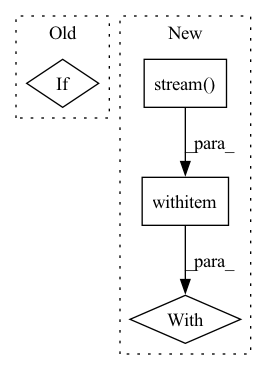 Old
New
If
stream()
_para_
withitem
_para_
With